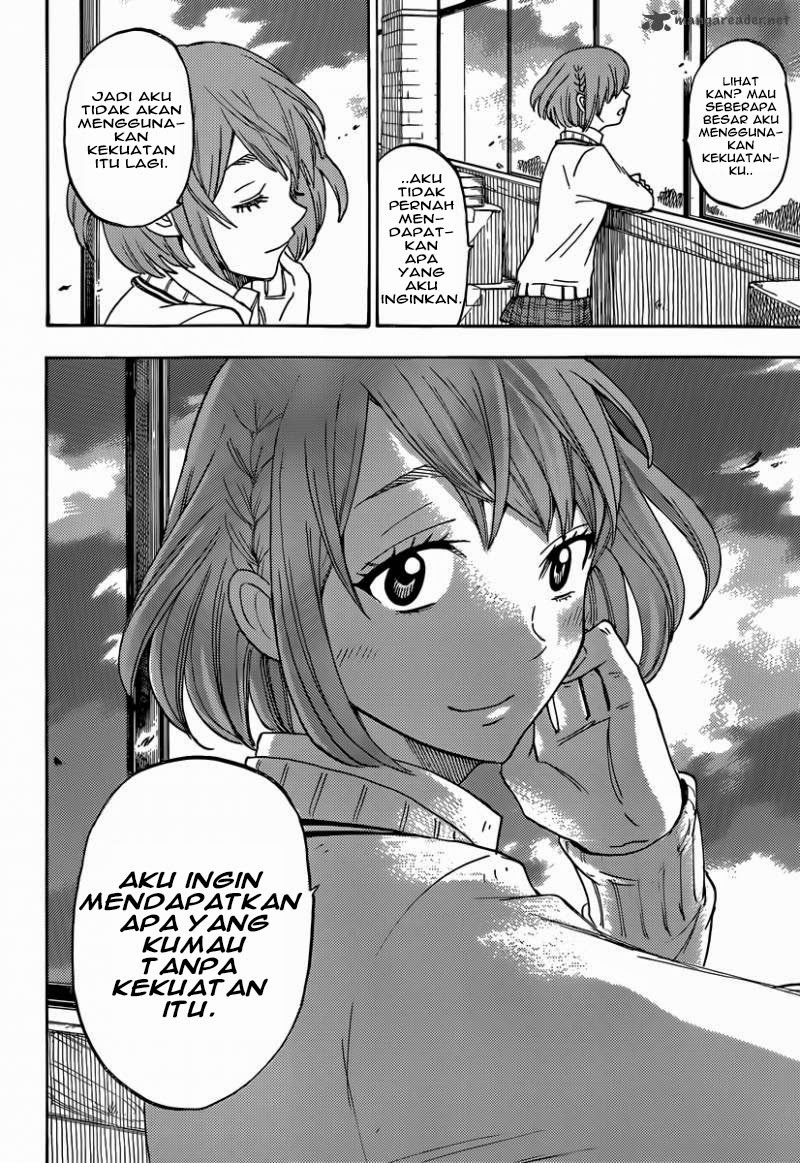 mangareader.net
LIHAT
KAN? MAU
SEBERAPA
BESAR AKU
MENGGUNA-
KAN
KEKUATAN-
KU..
..AKU
TIDAK
PERNAH
MEN-
DAPAT-
KAN
APA
YANG
AKU
INGINKAN.
JADI AKU
TIDAK AKAN
MENGGUNA-
KAN
KEKUATAN
ITU LAGI.
AKU INGIN
MENDAPATKAN
APA YANG
KUMAU
TANPA
KEKUATAN
ITU.